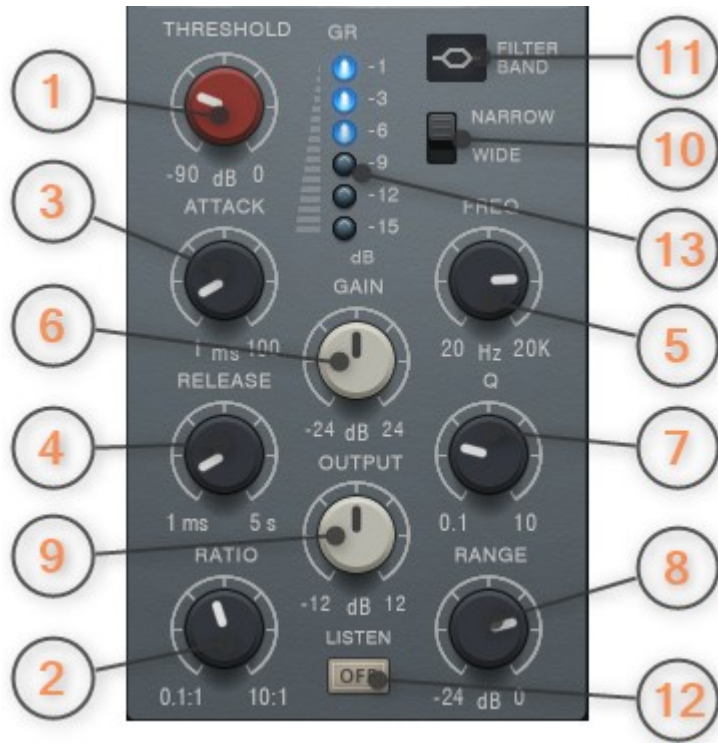 THRESHOLD
GR
-1
-3
-6
-9
-12
-15
dB
-90 dB 0
FILTER
BAND
NARROW
WIDE
ATTACK
1 ms 100
FREQ
20 Hz 20K
GAIN
-24 dB 24
RELEASE
1 ms 5 s
Q
0.1 10
OUTPUT
-12 dB 12
RATIO
0.1:1 10:1
RANGE
-24 dB 0
LISTEN
OFF
1
3
6
4
9
2
11
10
13
5
7
8
12